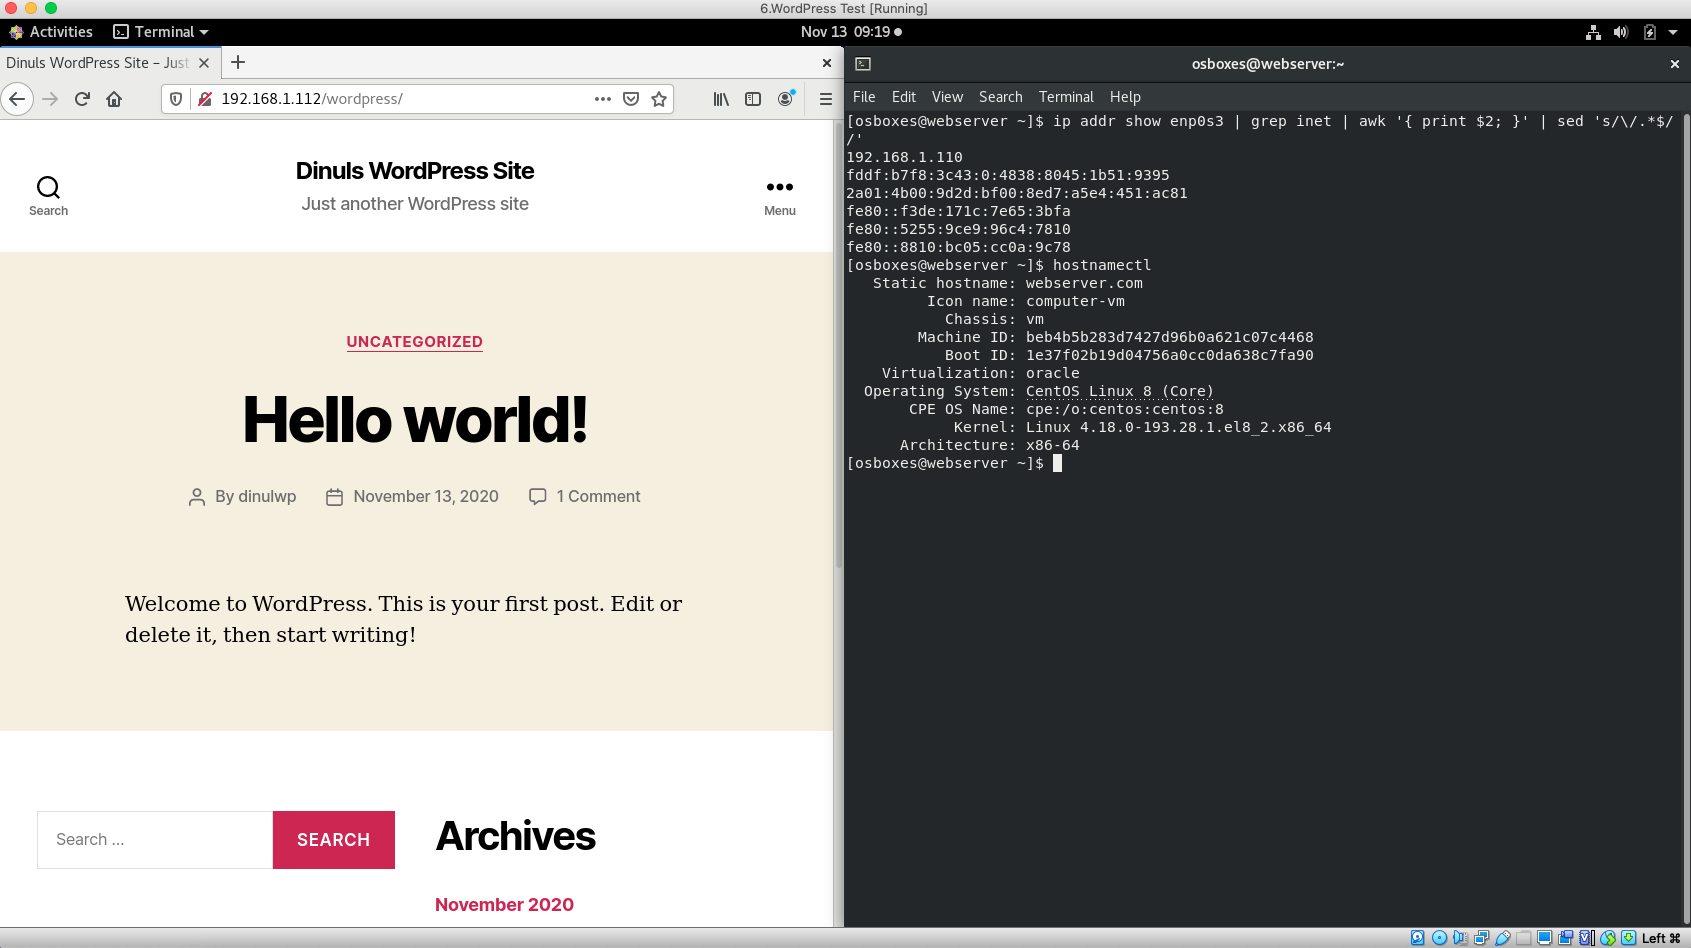 6.WordPress Test [Running]
Activities
Terminal
Nov 13 09:19
Dinuls WordPress Site – Just
192.168.1.112/wordpress/
Search
Dinuls WordPress Site
Just another WordPress site
Menu
UNCATEGORIZED
Hello world!
By dinulwp
November 13, 2020
1 Comment
Welcome to WordPress. This is your first post. Edit or
delete it, then start writing!
Search ...
SEARCH
Archives
November 2020
osboxes@webserver:~
File Edit View Search Terminal Help
[osboxes@webserver ~]$ ip addr show enp0s3 | grep inet | awk '{ print $2; }' | sed 's/\/.*$/
/'
192.168.1.110
fddf:b7f8:3c43:0:4838:8045:1b51:9395
2a01:4b00:9d2d:bf00:8ed7:a5e4:451:ac81
fe80::f3de:171c:7e65:3bfa
fe80::5255:9ce9:96c4:7810
fe80::8810:bc05:cc0a:9c78
[osboxes@webserver ~]$ hostnamectl
Static hostname: webserver.com
Icon name: computer-vm
Chassis: vm
Machine ID: beb4b5b283d7427d96b0a621c07c4468
Boot ID: 1e37f02b19d04756a0cc0da638c7fa90
Virtualization: oracle
Operating System: CentOS Linux 8 (Core)
CPE OS Name: cpe:/o:centos:centos:8
Kernel: Linux 4.18.0-193.28.1.el8_2.x86_64
Architecture: x86-64
[osboxes@webserver ~]$
Left ⌘